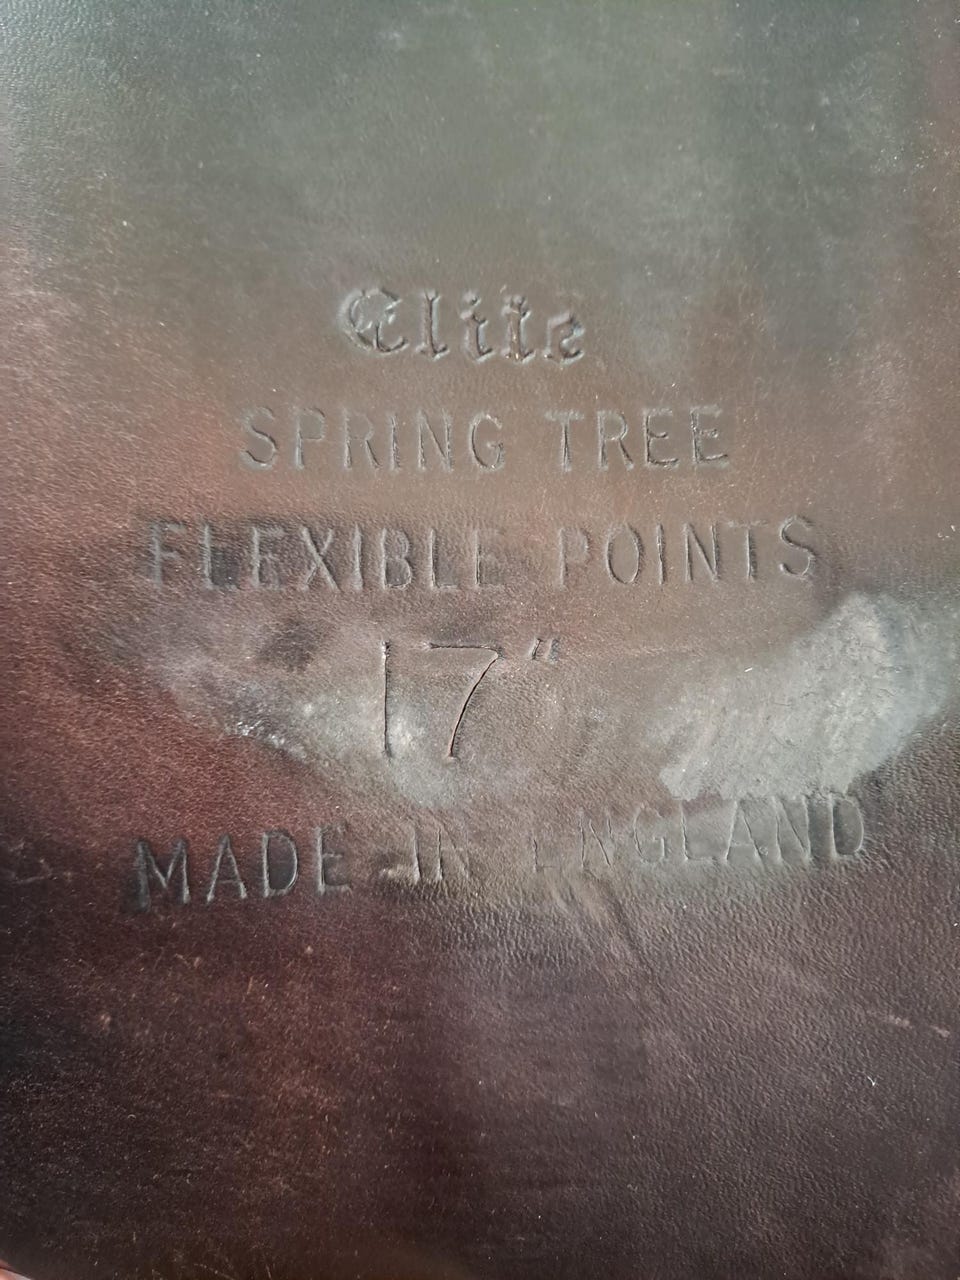 Elite
SPRING TREE
FLEXIBLE POINTS
17"
MADE IN ENGLAND